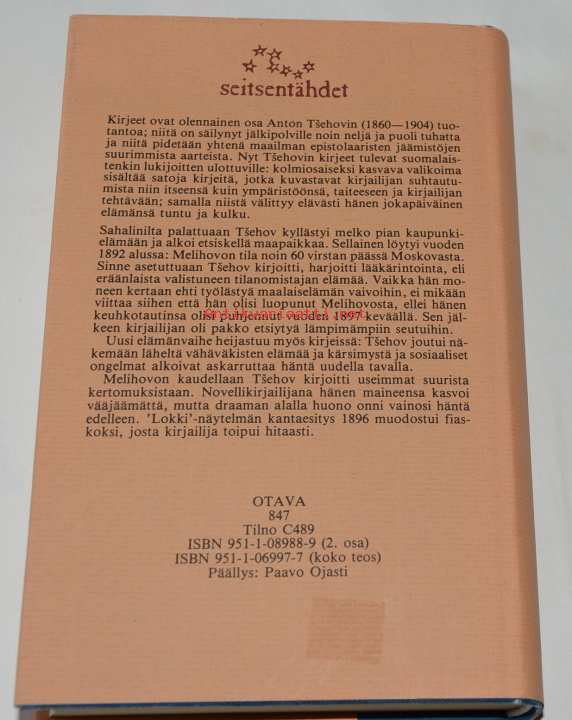 seitsentähdet
Kirjeet ovat olennainen osa Anton Tšehovin (1860—1904) tuo-
tantoa; niitä on säilynyt jälkipolville noin neljä ja puoli tuhatta
ja niitä pidetään yhtenä maailman epistolaaristen jäämistöjen
suurimmista aarteista. Nyt Tšehovin kirjeet tulevat suomalais-
tenkin lukijoitten ulottuville: kolmiosaiseksi kasvava valikoima
sisältää satoja kirjeitä, jotka kuvastavat kirjailijan suhtautu-
mista niin itseensä kuin ympäristöönsä, taiteeseen ja kirjailijan
tehtävään; samalla niistä välittyy elävästi hänen jokapäiväinen
elämänsä tuntu ja kulku.
Sahalinilta palattuaan Tšehov kyllästyi melko pian kaupunki-
elämään ja alkoi etsiskellä maapaikkaa. Sellainen löytyi vuoden
1892 alussa: Melihovon tila noin 60 virstan päässä Moskovasta.
Sinne asetuttuaan Tšehov kirjoitti, harjoitti lääkärintointa, eli
eräänlaista valistuneen tilanomistajan elämää. Vaikka hän mo-
neen kertaan ehti työlästyä maalaiselämän vaivoihin, ei mikään
viittaa siihen että hän olisi luopunut Melihovosta, ellei hänen
keuhkotautinsa olisi puhjennut vuoden 1897 keväällä. Sen jäl-
keen kirjailijan oli pakko etsiytyä lämpimämpiin seutuihin.
Uusi elämänvaihe heijastuu myös kirjeissä: Tšehov joutui nä-
kemään läheltä vähäväkisten elämää ja kärsimystä ja sosiaaliset
ongelmat alkoivat askarruttaa häntä uudella tavalla.
Melihovon kaudellaan Tšehov kirjoitti useimmat suurista
kertomuksistaan. Novellikirjailijana hänen maineensa kasvoi
vääjäämättä, mutta draaman alalla huono onni vainosi häntä
edelleen. 'Lokki'-näytelmän kantaesitys 1896 muodostui fias-
koksi, josta kirjailija toipui hitaasti.
OTAVA
847
Tilno C489
ISBN 951-1-08988-9 (2. osa)
ISBN 951-1-06997-7 (koko teos)
Päällys: Paavo Ojasti